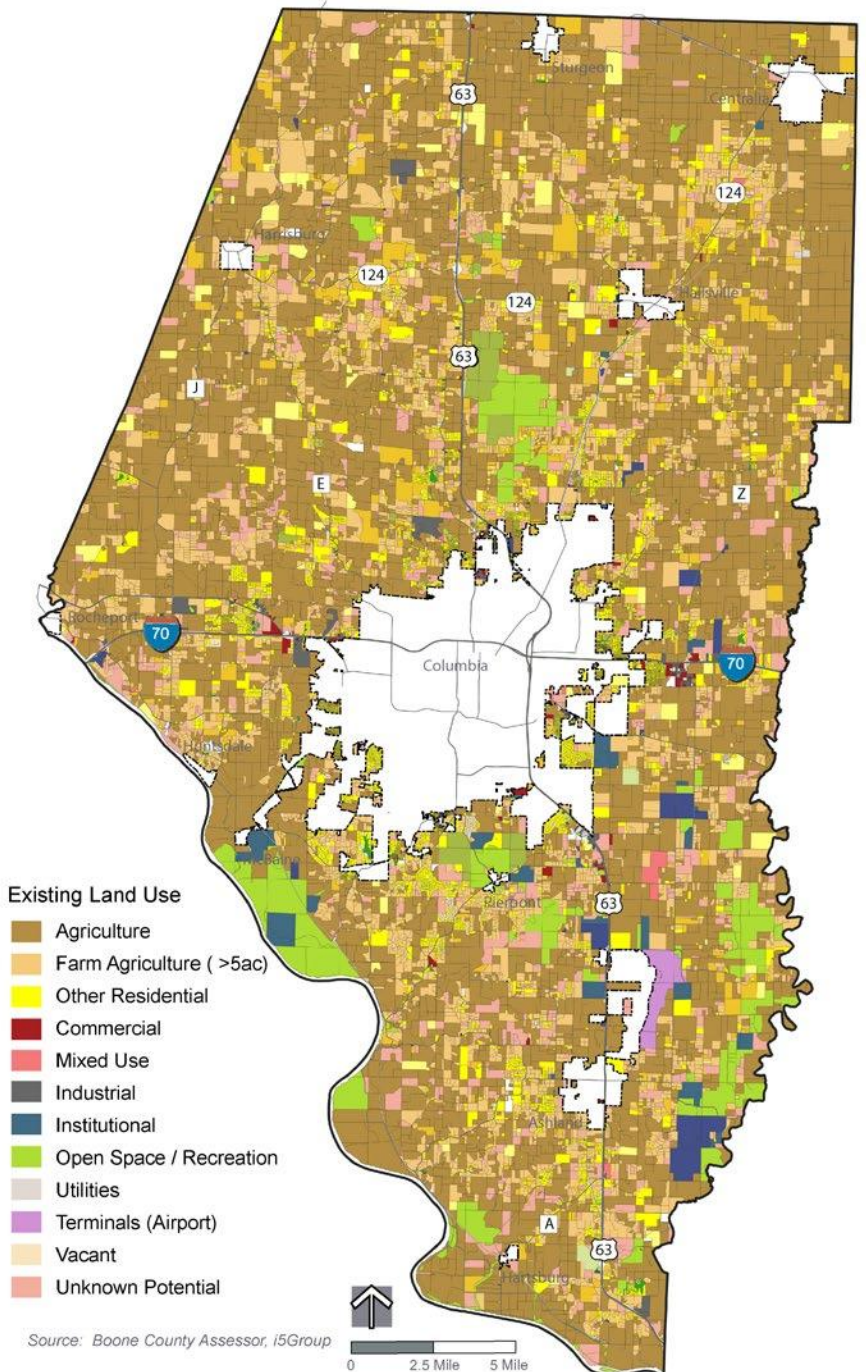 Sturgeon
63
Centralia
124
Harrisburg
124
124
Hallsville
63
J
E
Z
Rocheport
70
Columbia
70
Huntsdale
McBaine
Pierpont
63
Ashland
A
63
Hartsburg
Existing Land Use
Agriculture
Farm Agriculture ( >5ac)
Other Residential
Commercial
Mixed Use
Industrial
Institutional
Open Space / Recreation
Utilities
Terminals (Airport)
Vacant
Unknown Potential
Source: Boone County Assessor, i5Group
0 2.5 Mile 5 Mile